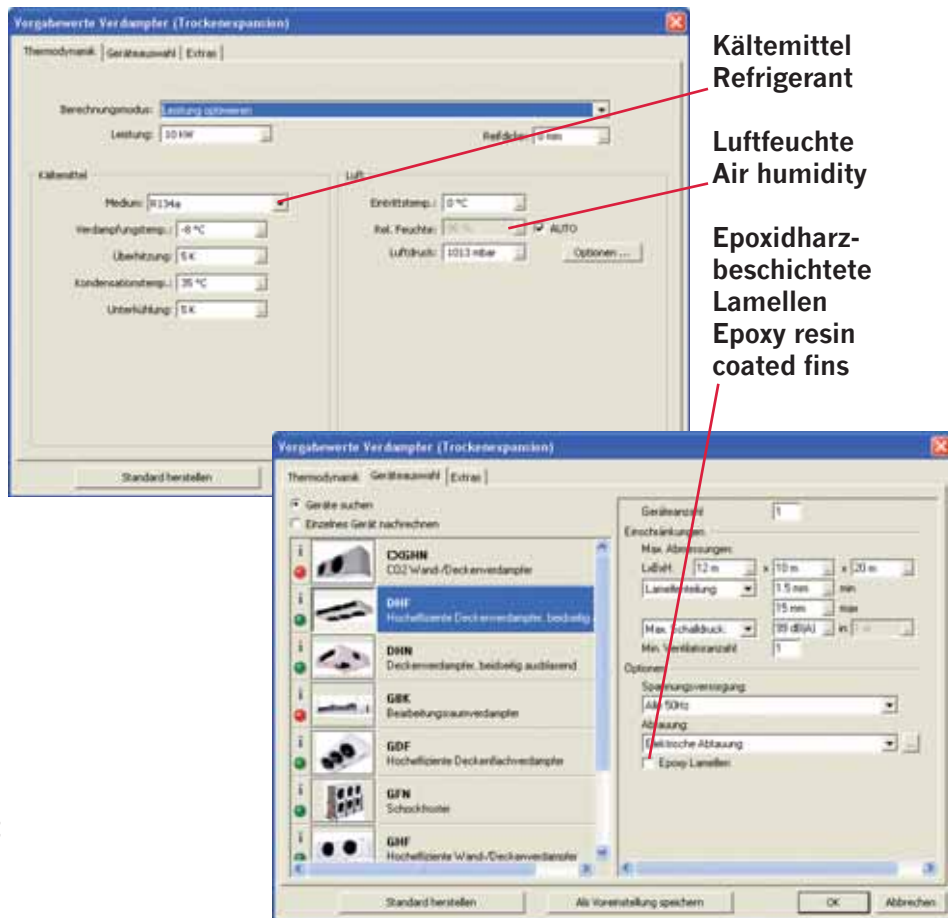 Vorgabewerte Verdampfer (Trockenexpansion)
Thermodynamik Geräteauswahl Extras
Berechnungsmodus: Leistung optimieren
Leistung: 10 kW
Reifdicke: 0 mm
Kältemittel
Medium: R134a
Verdampfungstemp.: -8 °C
Überhitzung: 5 K
Kondensationstemp.: 35 °C
Unterkühlung: 5 K
Luft
Eintrittstemp.: 0 °C
Rel. Feuchte: AUTO
Luftdruck: 1013 mbar Optionen ...
Standard herstellen
Kältemittel
Refrigerant
Luftfeuchte
Air humidity
Epoxidharz-
beschichtete
Lamellen
Epoxy resin
coated fins
Vorgabewerte Verdampfer (Trockenexpansion)
Thermodynamik Geräteauswahl Extras
Geräte suchen
Einzelnes Gerät nachrechnen
CXGHN
CO2 Wand-/Deckenverdampfer
DHF
Hocheffiziente Deckenverdampfer, beidseitig
DHN
Deckenverdampfer, beidseitig ausblasend
GBK
Bearbeitungsraumverdampfer
GDF
Hocheffiziente Deckenflachverdampfer
GFN
Schockfroster
GHF
Hocheffiziente Wand-/Deckenverdampfer
Geräteanzahl 1
Einschränkungen
Max. Abmessungen:
LxBxH: 12 m x 10 m x 20 m
Lamellenteilung 1.5 mm min
15 mm max
Max. Schalldruck: 99 dB(A) in
Min. Ventilatoranzahl 1
Optionen
Spannungsversorgung:
Alle 50Hz
Abtauung:
Elektrische Abtauung
Epoxy-Lamellen
Standard herstellen Als Voreinstellung speichern OK Abbrechen